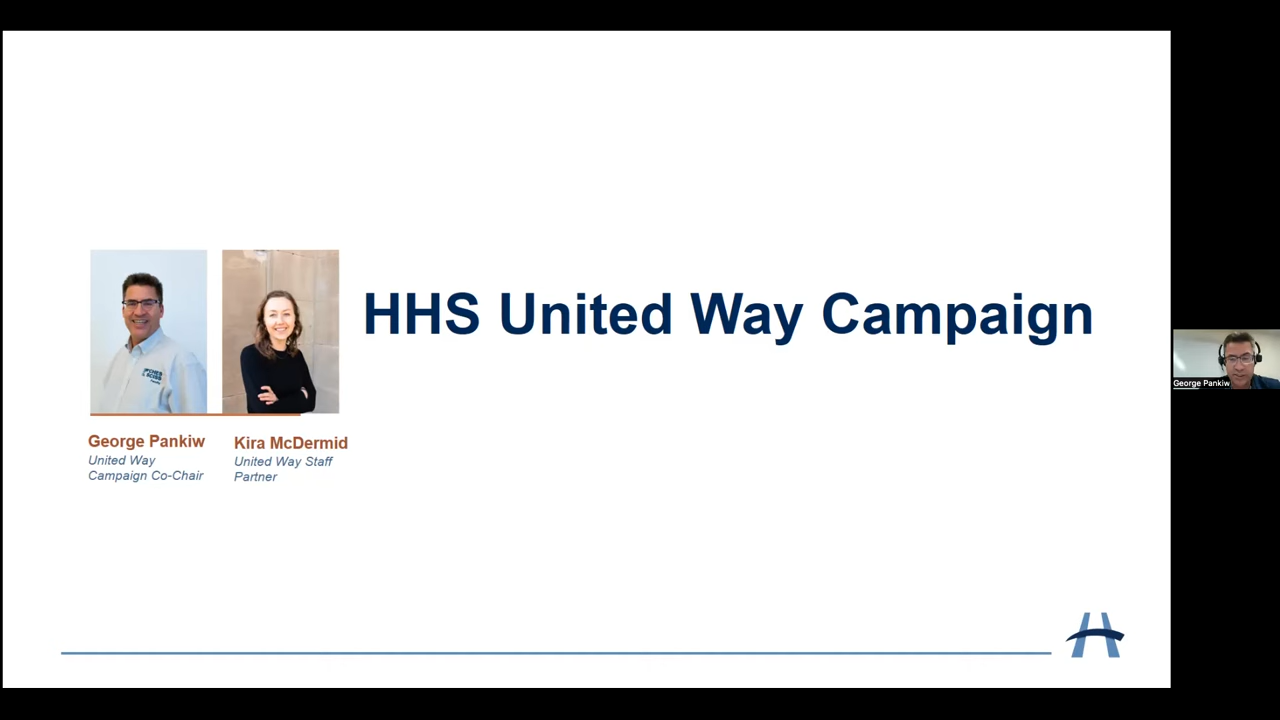 HHS United Way Campaign
George Pankiw
United Way
Campaign Co-Chair
Kira McDermid
United Way Staff
Partner
George Pankiw